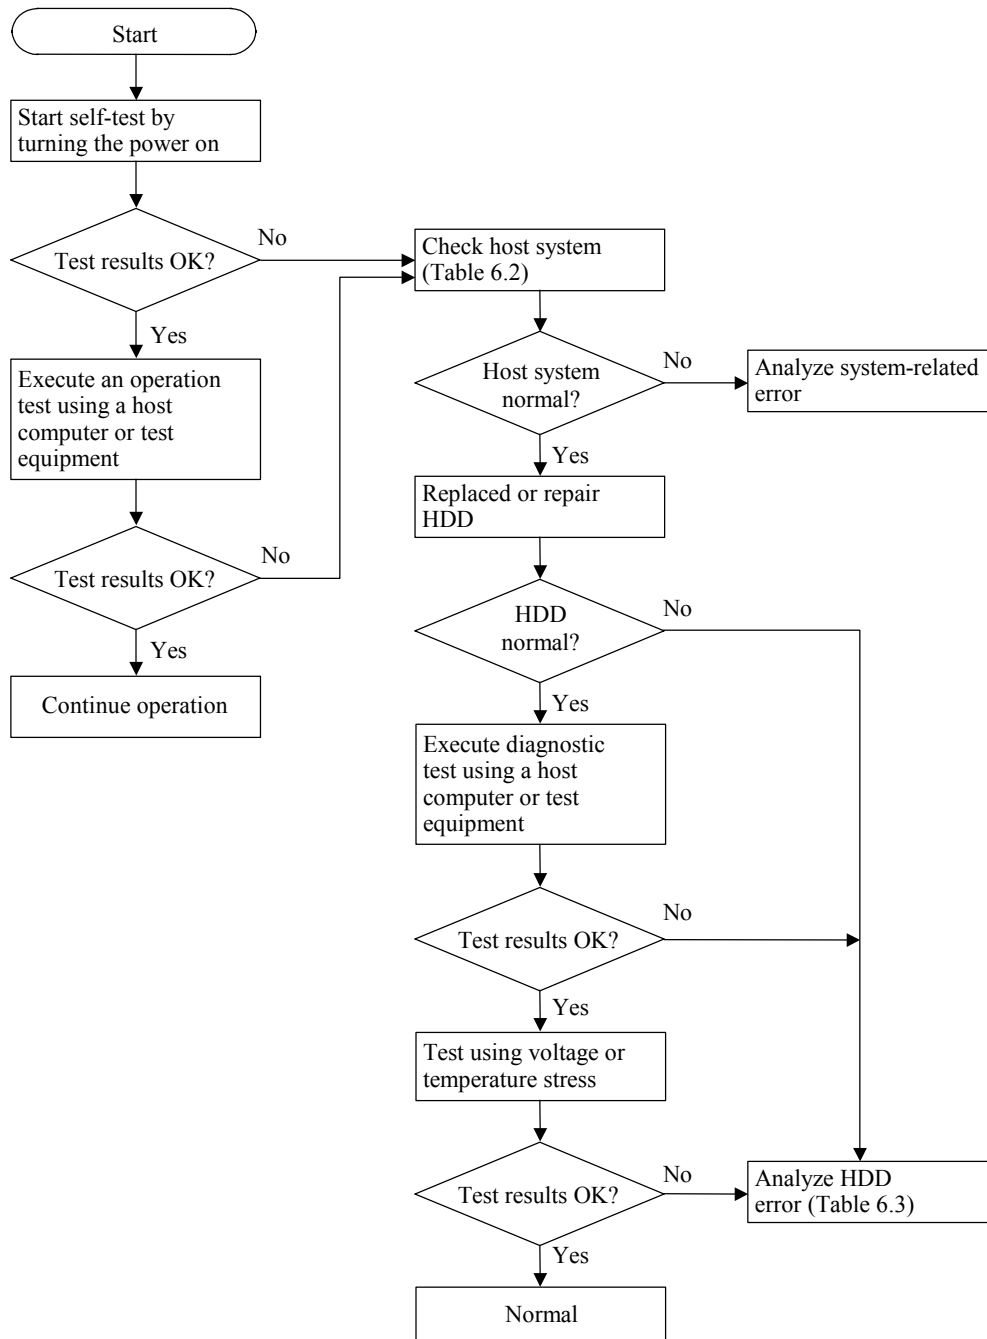 Start
Start self-test by
turning the power on
Test results OK?
No
Yes
Execute an operation
test using a host
computer or test
equipment
Test results OK?
No
Yes
Continue operation
Check host system
(Table 6.2)
Host system
normal?
No
Analyze system-related
error
Yes
Replaced or repair
HDD
HDD
normal?
No
Yes
Execute diagnostic
test using a host
computer or test
equipment
Test results OK?
No
Yes
Test using voltage or
temperature stress
Test results OK?
No
Analyze HDD
error (Table 6.3)
Yes
Normal